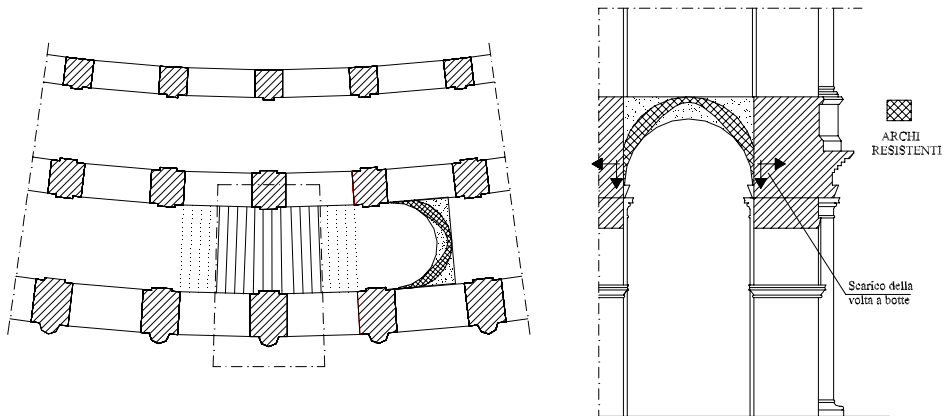 ARCHI
RESISTENTI
Scarico della
volta a botte